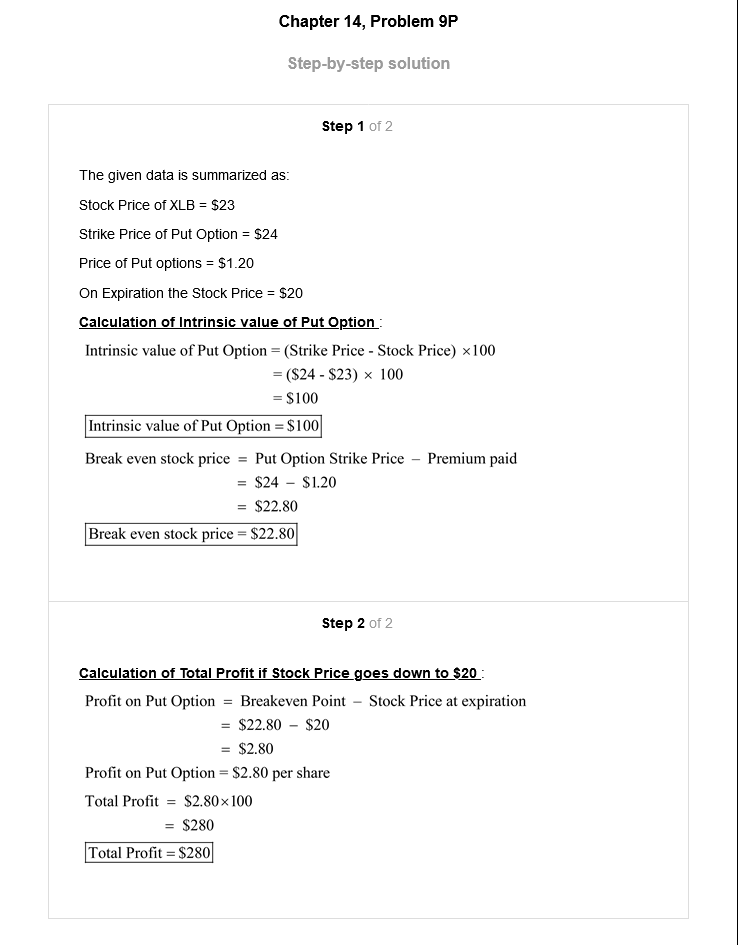 Chapter 14, Problem 9P
Step-by-step solution
Step 1 of 2
The given data is summarized as:
Stock Price of XLB = $23
Strike Price of Put Option = $24
Price of Put options = $1.20
On Expiration the Stock Price = $20
Calculation of Intrinsic value of Put Option :
Intrinsic value of Put Option = (Strike Price - Stock Price) ×100
= ($24 - $23) × 100
= $100
Intrinsic value of Put Option = $100
Break even stock price = Put Option Strike Price − Premium paid
= $24 − $1.20
= $22.80
Break even stock price = $22.80
Step 2 of 2
Calculation of Total Profit if Stock Price goes down to $20 :
Profit on Put Option = Breakeven Point − Stock Price at expiration
= $22.80 − $20
= $2.80
Profit on Put Option = $2.80 per share
Total Profit = $2.80×100
= $280
Total Profit = $280